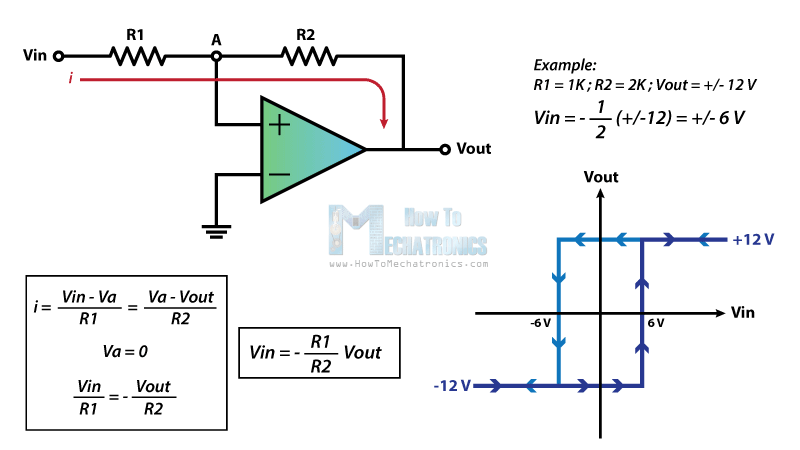 Vin
R1
A
R2
i
+
−
Vout
Example:
R1 = 1K ; R2 = 2K ; Vout = +/- 12 V
Vin = - 1/2 (+/-12) = +/- 6 V
How To
MECHATRONICS
www.HowToMechatronics.com
i = Vin - Va / R1 = Va - Vout / R2
Va = 0
Vin / R1 = - Vout / R2
Vin = - R1 / R2 Vout
Vout
+12 V
-6 V
6 V
Vin
-12 V